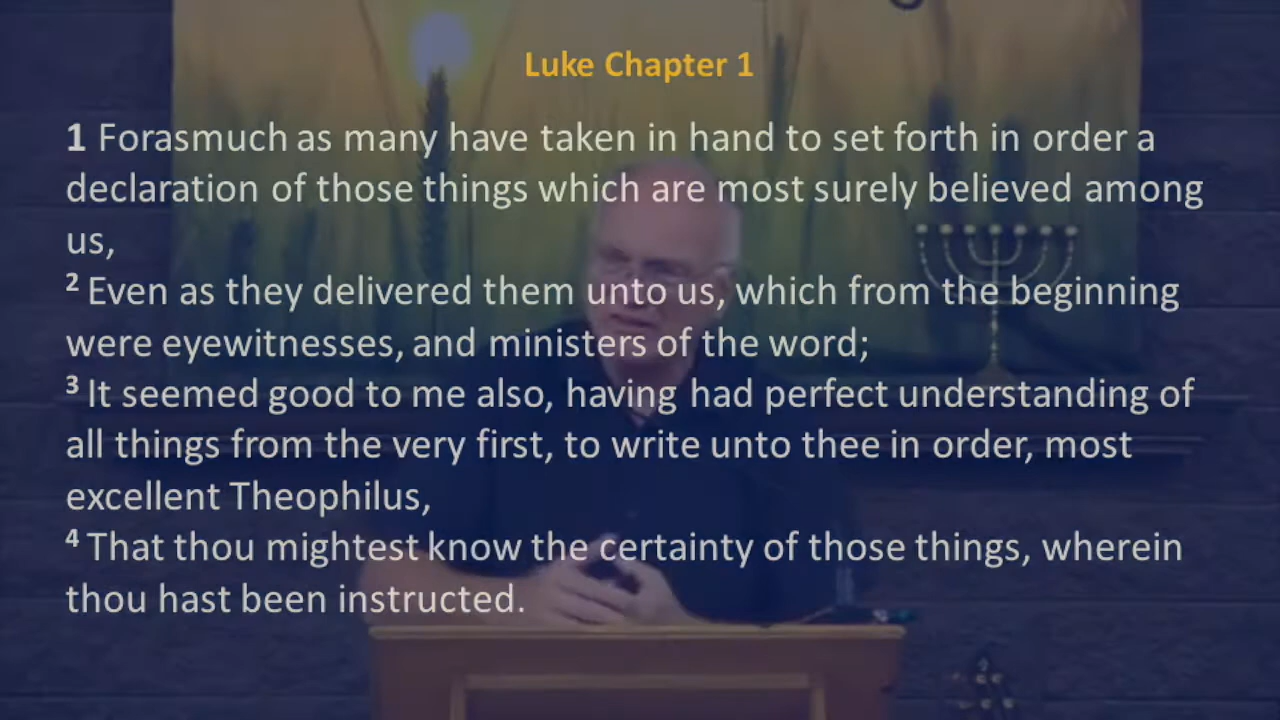 Luke Chapter 1
1 Forasmuch as many have taken in hand to set forth in order a
declaration of those things which are most surely believed among
us,
2 Even as they delivered them unto us, which from the beginning
were eyewitnesses, and ministers of the word;
3 It seemed good to me also, having had perfect understanding of
all things from the very first, to write unto thee in order, most
excellent Theophilus,
4 That thou mightest know the certainty of those things, wherein
thou hast been instructed.